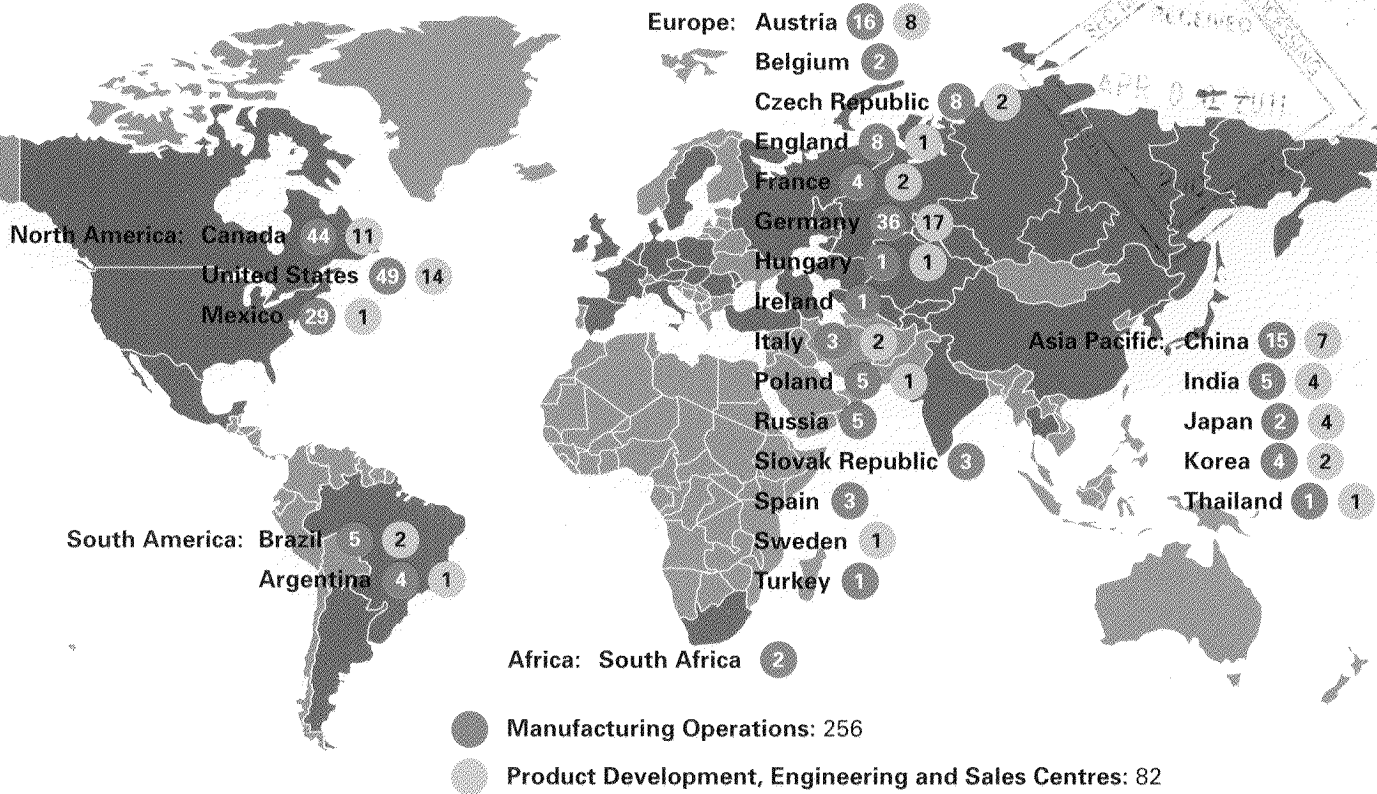 Europe: Austria 16 8
Belgium 2
Czech Republic 8 2
England 8 1
France 4 2
Germany 36 17
Hungary 1 1
Ireland 1
Italy 3 2
Poland 5 1
Russia 5
Slovak Republic 3
Spain 3
Sweden 1
Turkey 1
North America: Canada 44 11
United States 49 14
Mexico 29 1
Asia Pacific: China 15 7
India 5 4
Japan 2 4
Korea 4 2
Thailand 1 1
South America: Brazil 5 2
Argentina 4 1
Africa: South Africa 2
Manufacturing Operations: 256
Product Development, Engineering and Sales Centres: 82
RECEIVED
APR